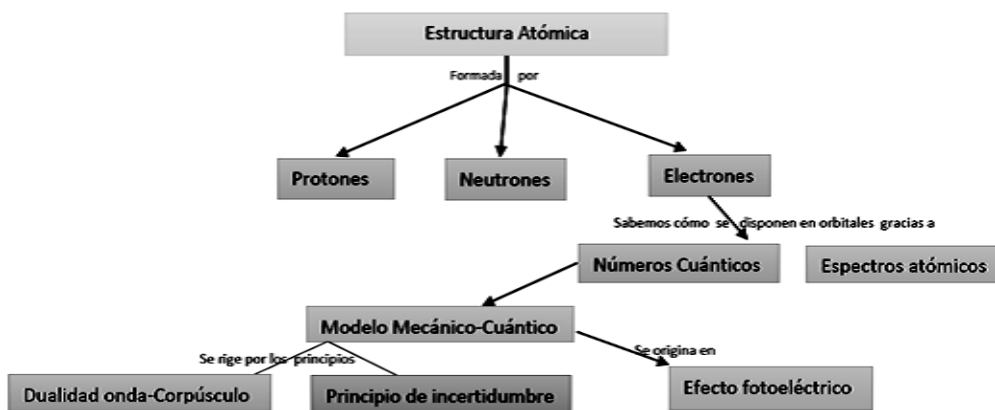 Estructura Atómica
Formada por
Protones
Neutrones
Electrones
Sabemos cómo se disponen en orbitales gracias a
Números Cuánticos
Espectros atómicos
Modelo Mecánico-Cuántico
Se rige por los principios
Se origina en
Dualidad onda-Corpúsculo
Principio de incertidumbre
Efecto fotoeléctrico